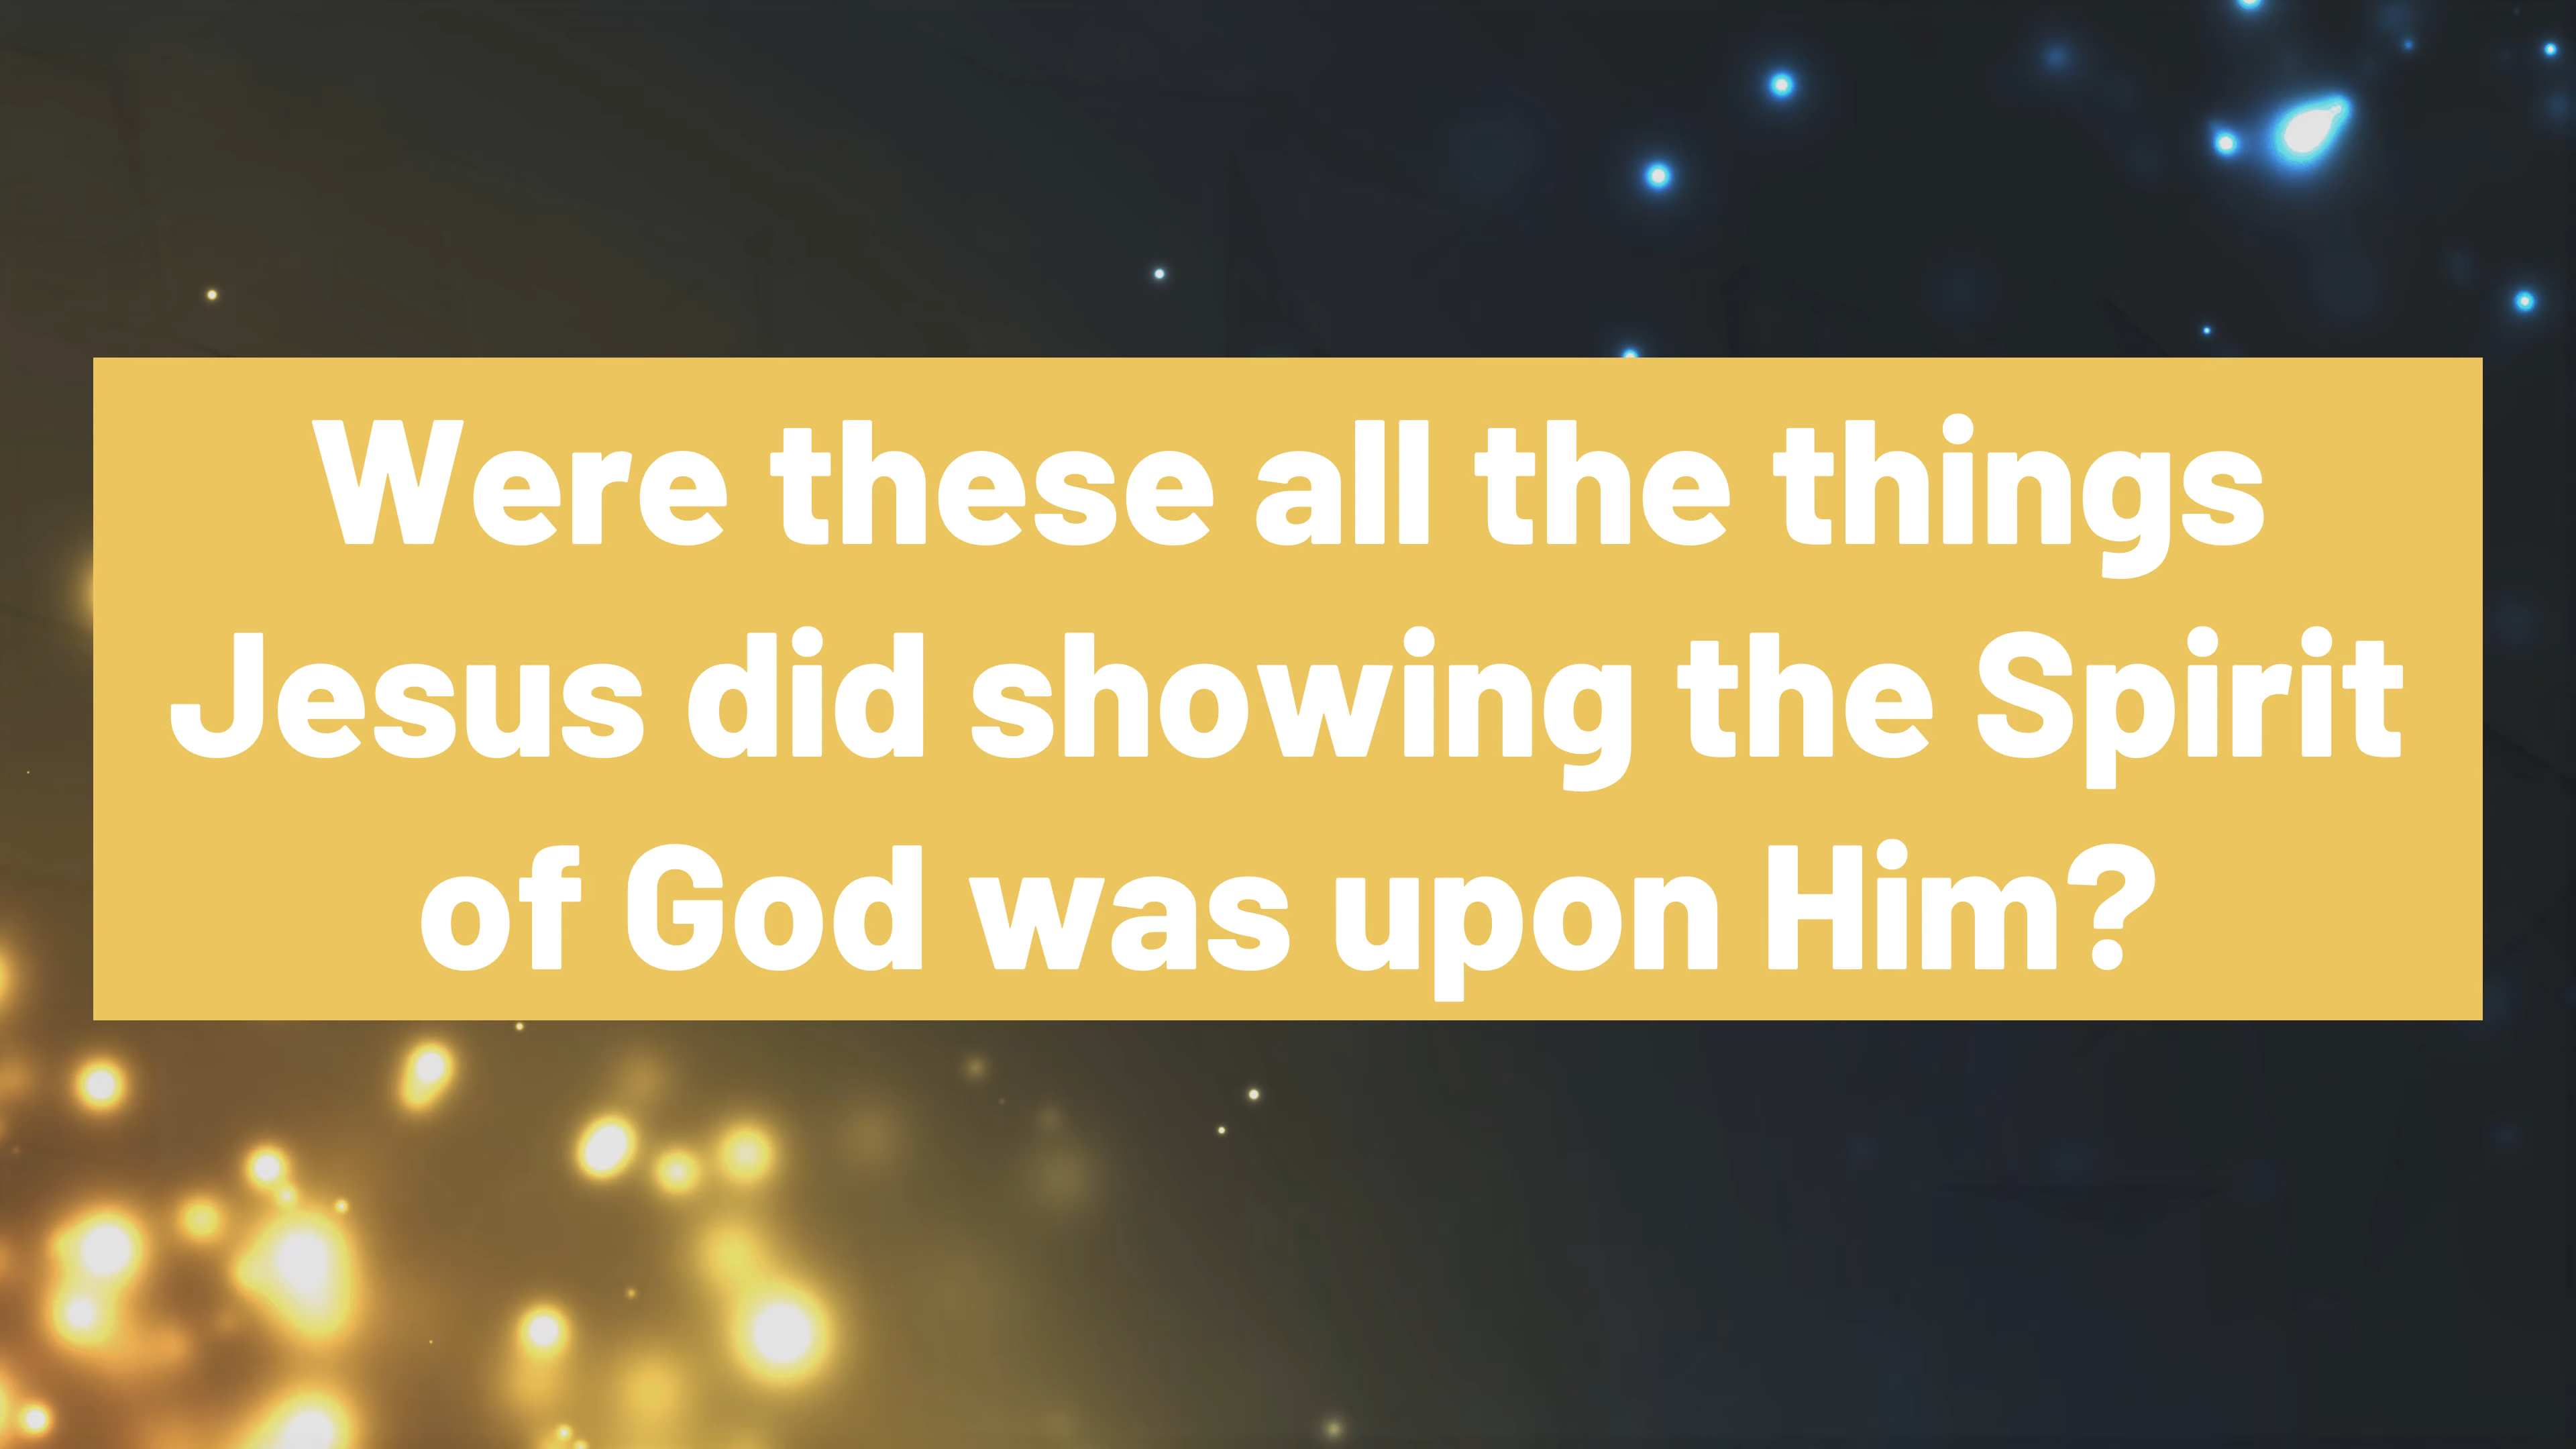 Were these all the things
Jesus did showing the Spirit
of God was upon Him?